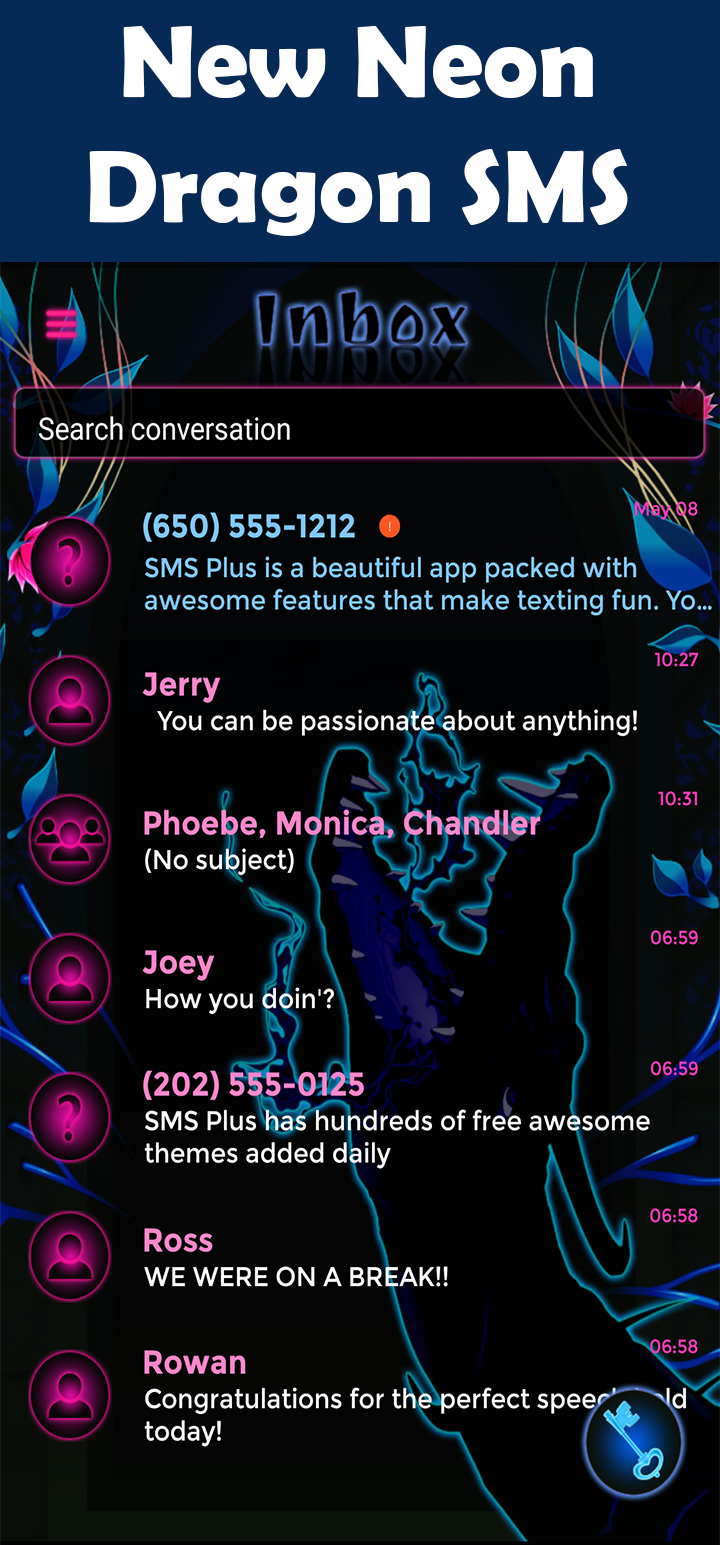 New Neon
Dragon SMS
Inbox
Search conversation
(650) 555-1212
!
May 08
SMS Plus is a beautiful app packed with
awesome features that make texting fun. Yo...
10:27
Jerry
You can be passionate about anything!
10:31
Phoebe, Monica, Chandler
(No subject)
06:59
Joey
How you doin'?
06:59
(202) 555-0125
SMS Plus has hundreds of free awesome
themes added daily
06:58
Ross
WE WERE ON A BREAK!!
06:58
Rowan
Congratulations for the perfect
today!